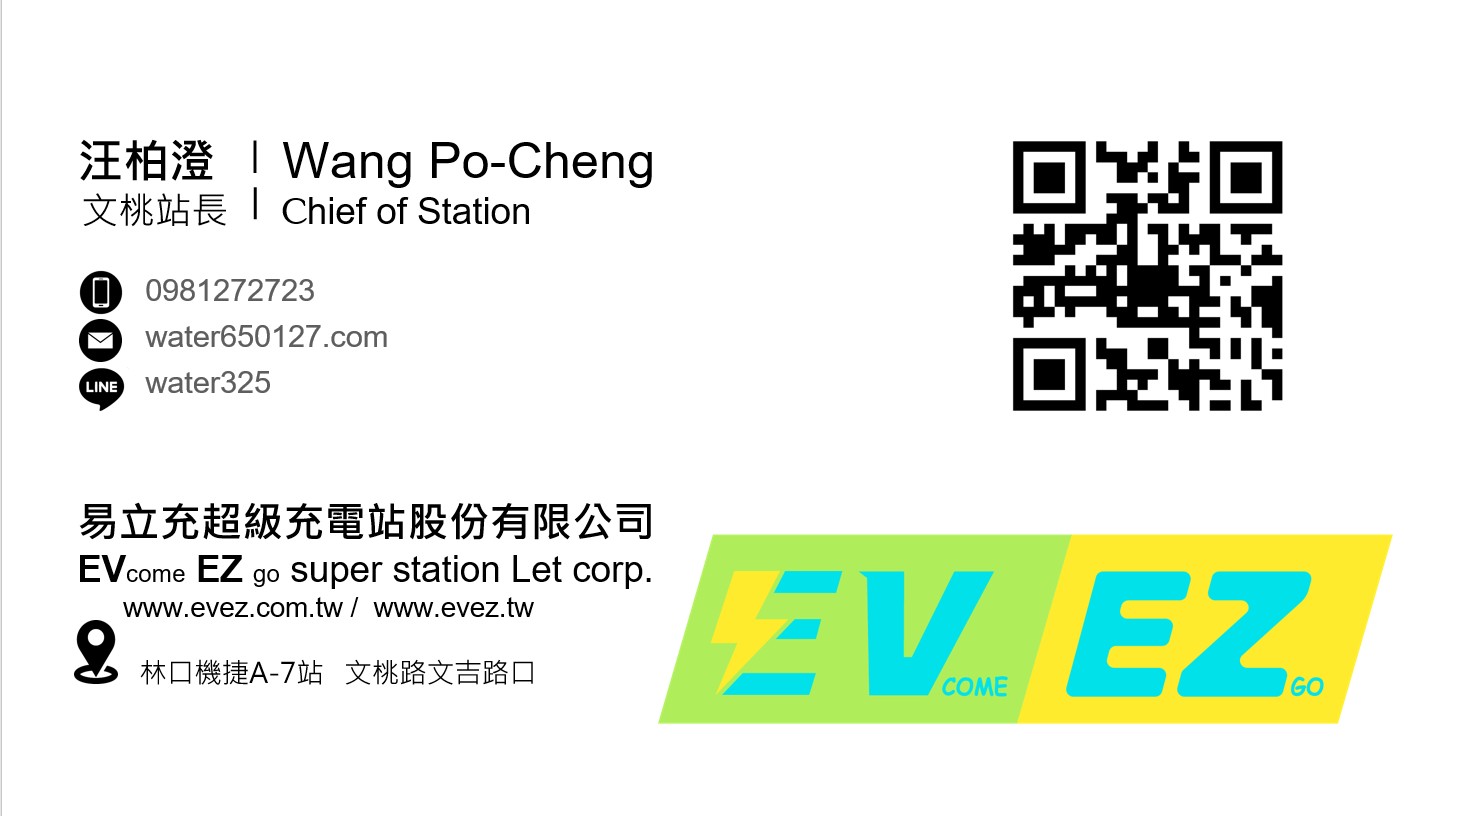 汪柏澄 | Wang Po-Cheng
文桃站長 | Chief of Station
0981272723
water650127.com
LINE water325
易立充超級充電站股份有限公司
EVcome EZ go super station Let corp.
www.evez.com.tw / www.evez.tw
林口機捷A-7站 文桃路文吉路口
EV COME EZ GO